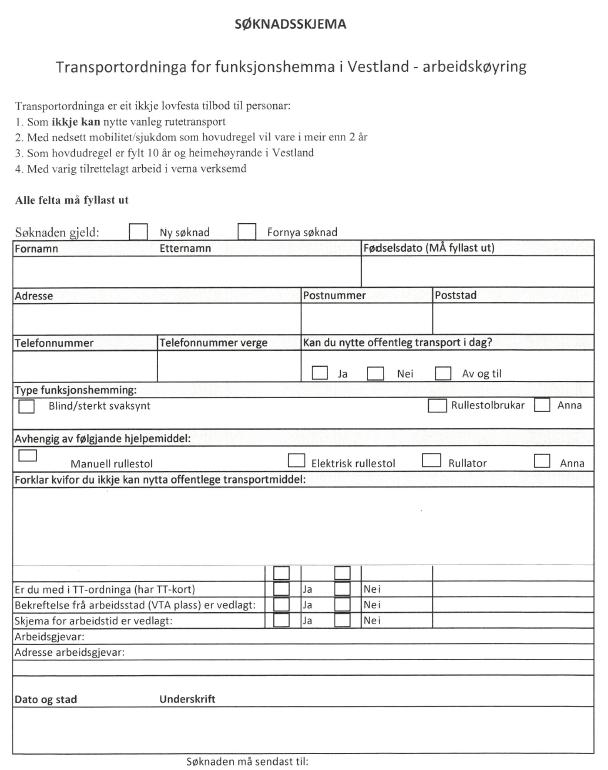 SØKNADSSKJEMA
Transportordninga for funksjonshemma i Vestland - arbeidskøyring
Transportordninga er eit ikkje lovfesta tilbod til personar:
1. Som ikkje kan nytte vanleg rutetransport
2. Med nedsett mobilitet/sjukdom som hovudregel vil vare i meir enn 2 år
3. Som hovdudregel er fylt 10 år og heimehøyrande i Vestland
4. Med varig tilrettelagt arbeid i verna verksemd
Alle felta må fyllast ut
Søknaden gjeld: Ny søknad Fornya søknad
Fornamn Etternamn Fødselsdato (MÅ fyllast ut)
Adresse Postnummer Poststad
Telefonnummer Telefonnummer verge Kan du nytte offentleg transport i dag?
Ja Nei Av og til
Type funksjonshemming:
Blind/sterkt svaksynt Rullestolbrukar Anna
Avhengig av følgjande hjelpemiddel:
Manuell rullestol Elektrisk rullestol Rullator Anna
Forklar kvifor du ikkje kan nytta offentlege transportmiddel:
Er du med i TT-ordninga (har TT-kort) Ja Nei
Bekreftelse frå arbeidsstad (VTA plass) er vedlagt: Ja Nei
Skjema for arbeidstid er vedlagt: Ja Nei
Arbeidsgjevar:
Adresse arbeidsgjevar:
Dato og stad Underskrift
Søknaden må sendast til: